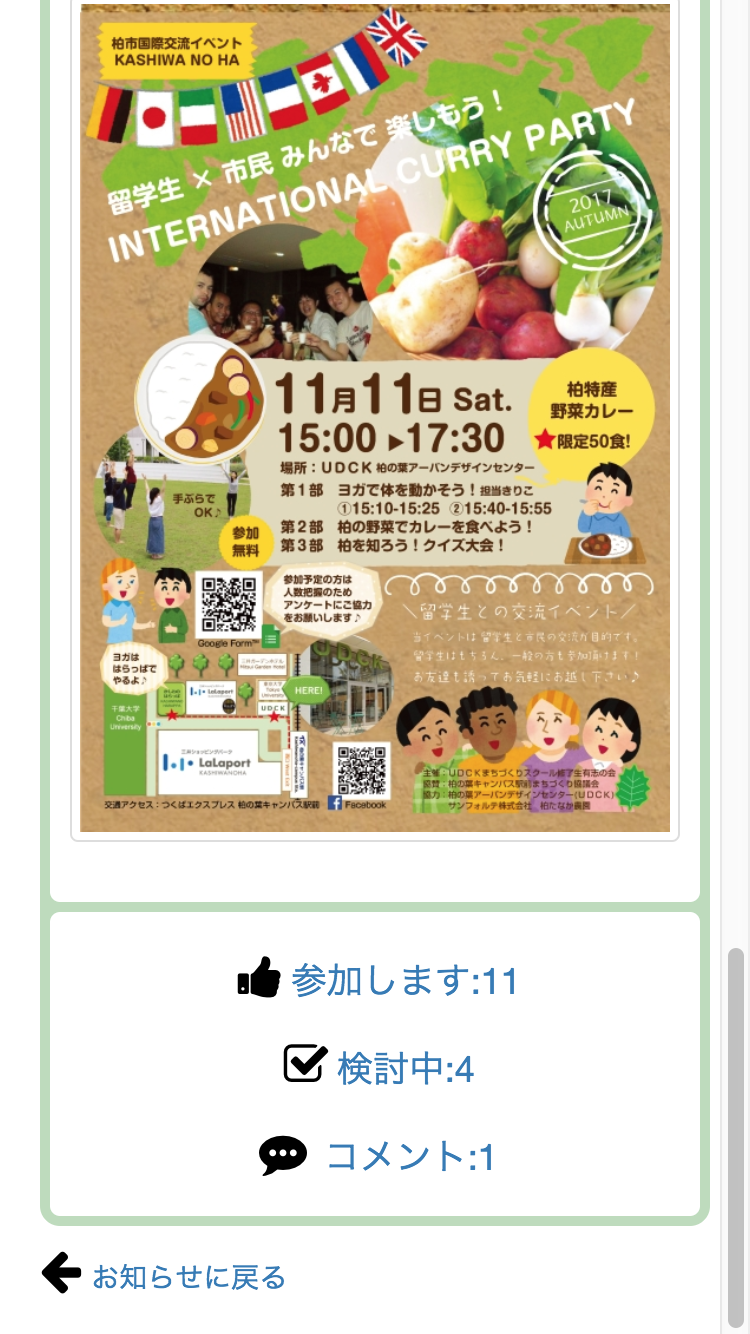 柏市国際交流イベント
KASHIWA NO HA
留学生 × 市民 みんなで 楽しもう!
INTERNATIONAL CURRY PARTY
2017
AUTUMN
11月11日 Sat.
15:00 ▶17:30
場所:UDCK 柏の葉アーバンデザインセンター
第1部 ヨガで体を動かそう!担当きりこ
①15:10-15:25 ②15:40-15:55
第2部 柏の野菜でカレーを食べよう!
第3部 柏を知ろう!クイズ大会!
柏特産
野菜カレー
★限定50食!
手ぶらで
OK♪
参加
無料
参加予定の方は
人数把握のため
アンケートにご協力
をお願いします♪
Google Form™
ヨガは
はらっぱで
やるよ♪
\留学生との交流イベント/
当イベントは留学生と市民の交流が目的です。
留学生はもちろん、一般の方も参加頂けます!
お友達も誘ってお気軽にお越し下さい♪
三井ガーデンホテル
Mitsui Garden Hotel
LaLaport
東京大学
Tokyo
University
UDCK
HERE!
UDCK
千葉大学
Chiba
University
三井ショッピングパーク
LaLaport
KASHIWANOHA
交通アクセス:つくばエクスプレス 柏の葉キャンパス駅前
Facebook
主催:UDCKまちづくりスクール修了生有志の会
協賛:柏の葉キャンパス駅前まちづくり協議会
協力:柏の葉アーバンデザインセンター(UDCK)
サンフォルテ株式会社 柏たなか農園
参加します:11
検討中:4
コメント:1
お知らせに戻る